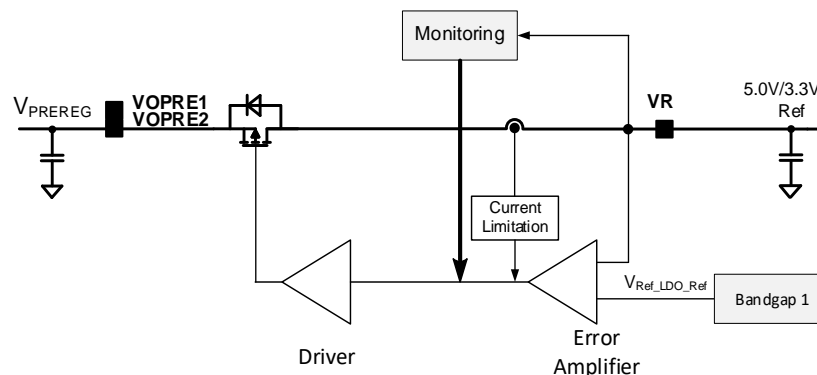 Monitoring
VPREREG
VOPRE1
VOPRE2
VR
5.0V/3.3V
Ref
Current
Limitation
VRef_LDO_Ref
Bandgap 1
Error
Amplifier
Driver